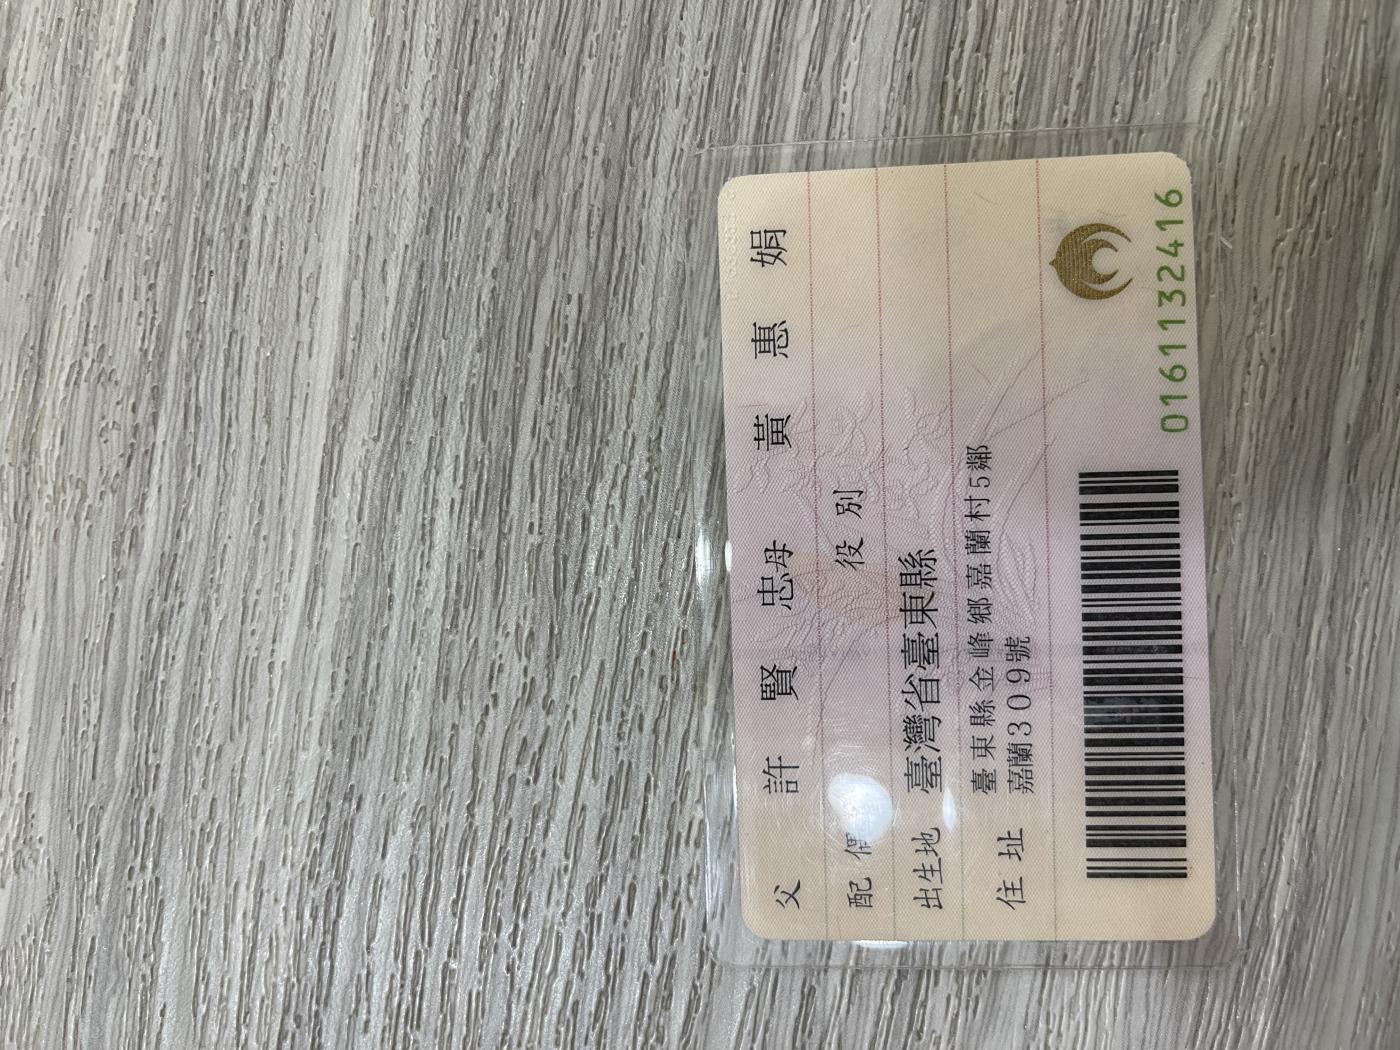 父 許 賢 忠 母 黃 惠 娟
配偶 役別
出生地 臺灣省臺東縣
住址 臺東縣金峰鄉嘉蘭村5鄰
嘉蘭309號
0161132416